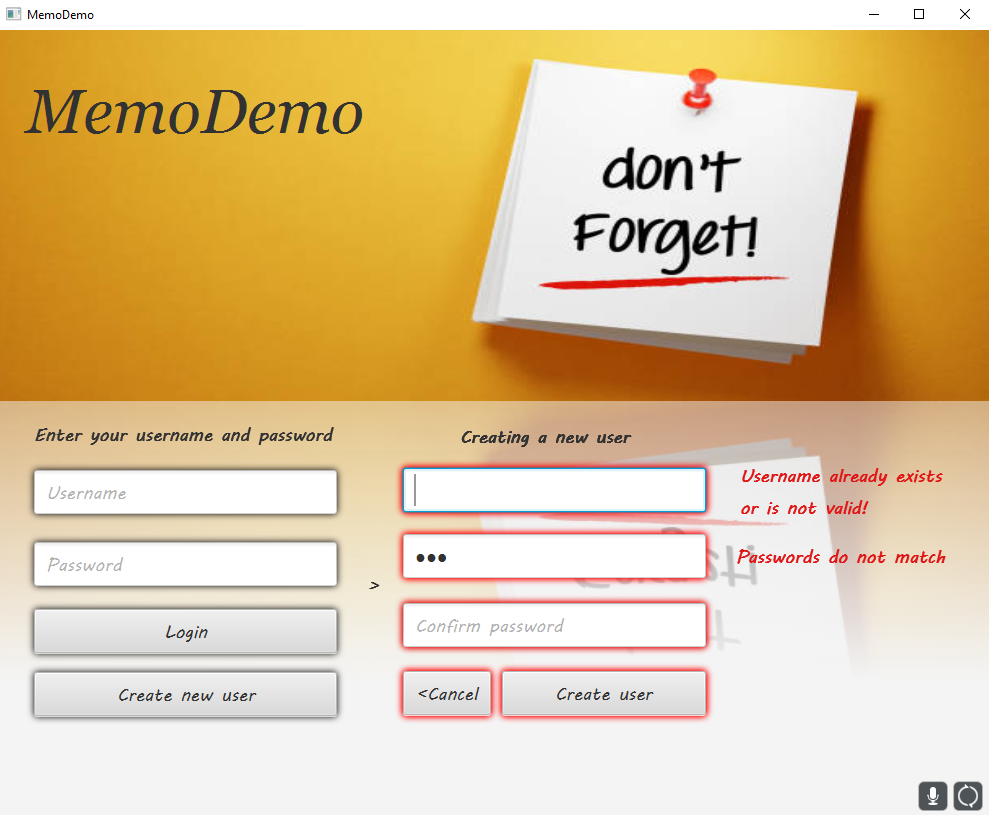 MemoDemo
MemoDemo
don't
Forget!
Enter your username and password
Username
Password
Login
Create new user
>
Creating a new user
Username already exists
or is not valid!
•••
Passwords do not match
Confirm password
<Cancel
Create user